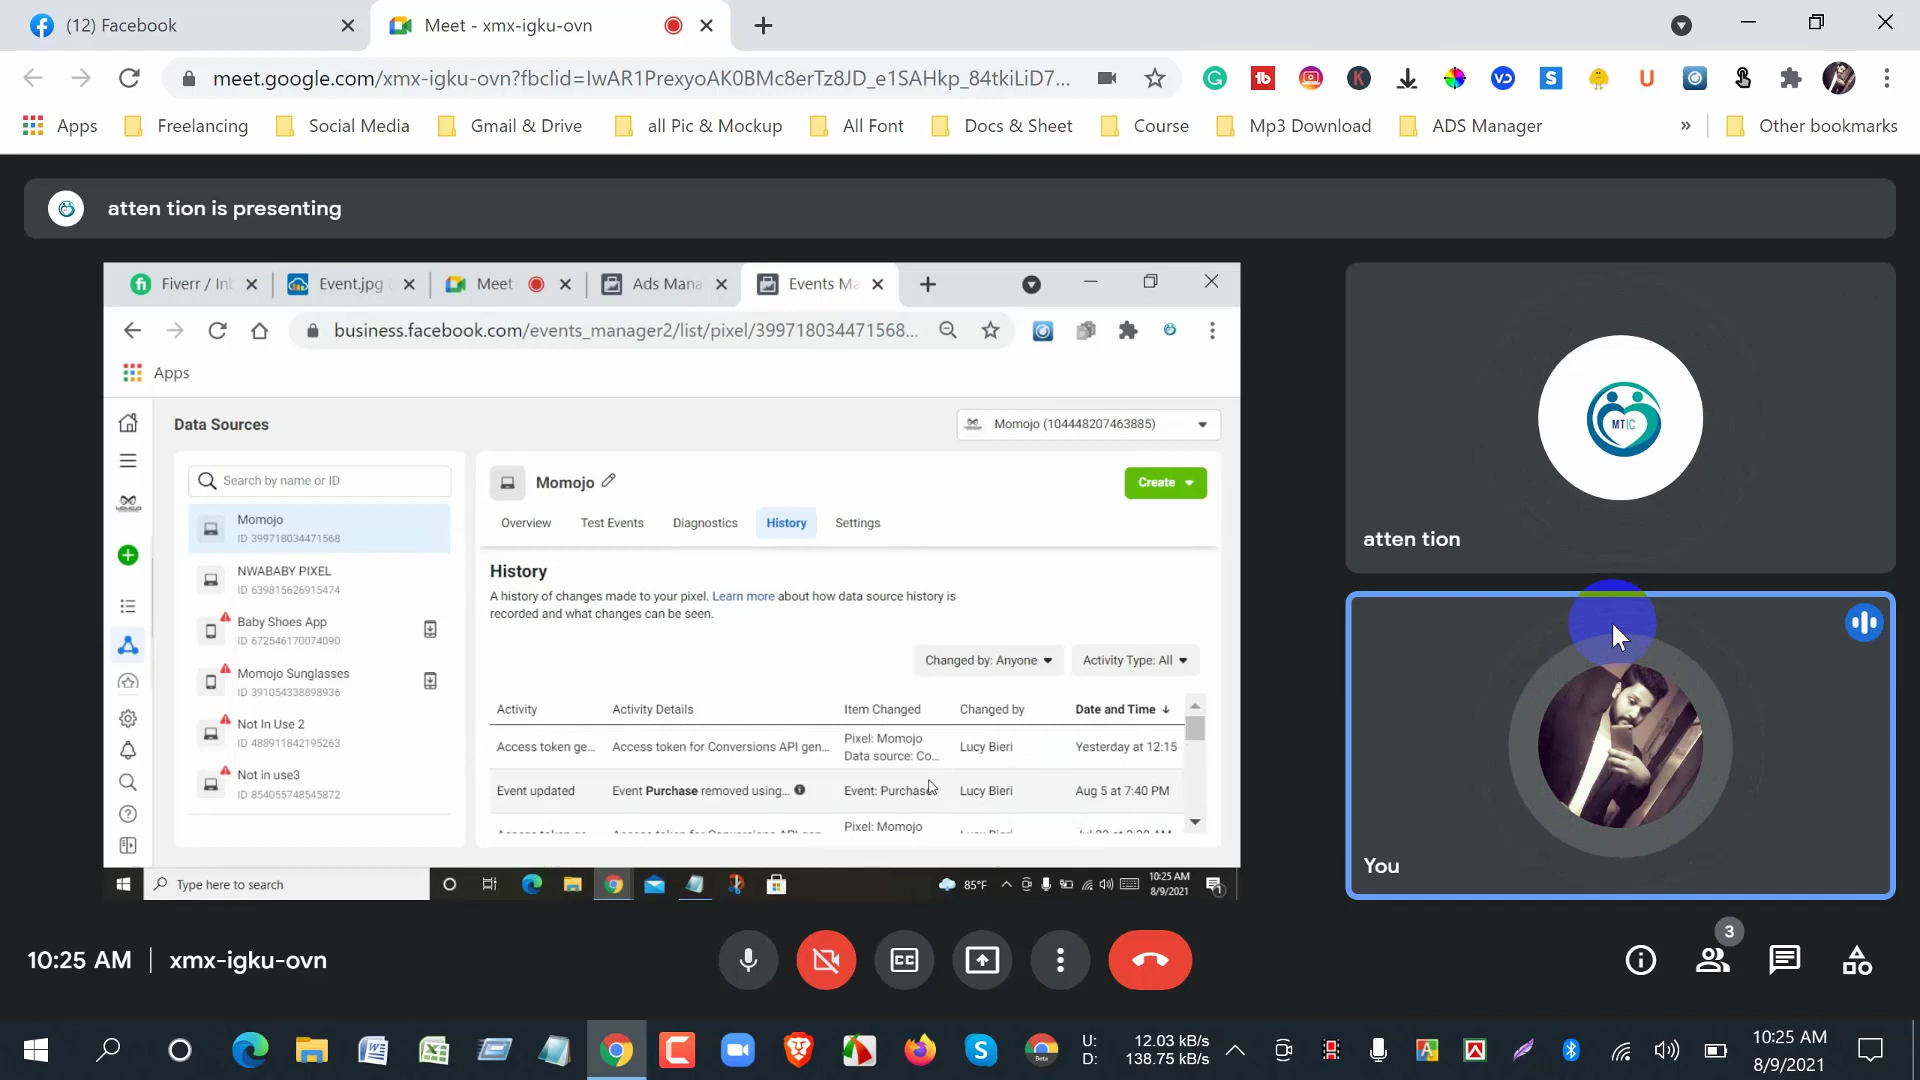 (12) Facebook
Meet - xmx-igku-ovn
meet.google.com/xmx-igku-ovn?fbclid=IwAR1PrexyoAK0BMc8erTz8JD_e1SAHkp_84tkiLiD7...
Apps
Freelancing
Social Media
Gmail & Drive
all Pic & Mockup
All Font
Docs & Sheet
Course
Mp3 Download
ADS Manager
»
Other bookmarks
atten tion is presenting
Fiverr / In
Event.jpg
Meet
Ads Mana
Events Ma
business.facebook.com/events_manager2/list/pixel/399718034471568...
Apps
Data Sources
Momojo (104448207463885)
Search by name or ID
Momojo
ID 399718034471568
NWABABY PIXEL
ID 639815626915474
Baby Shoes App
ID 672546170074090
Momojo Sunglasses
ID 391054338898936
Not In Use 2
ID 488911842195263
Not in use3
ID 854055748545872
Momojo
Create
Overview
Test Events
Diagnostics
History
Settings
History
A history of changes made to your pixel. Learn more about how data source history is
recorded and what changes can be seen.
Changed by: Anyone
Activity Type: All
Activity
Activity Details
Item Changed
Changed by
Date and Time
Access token ge...
Access token for Conversions API gen...
Pixel: Momojo
Data source: Co...
Lucy Bieri
Yesterday at 12:15
Event updated
Event Purchase removed using...
Event: Purchase
Lucy Bieri
Aug 5 at 7:40 PM
Pixel: Momojo
Type here to search
85°F
10:25 AM
8/9/2021
MTIC
atten tion
You
10:25 AM
xmx-igku-ovn
CC
3
U: 12.03 kB/s
D: 138.75 kB/s
10:25 AM
8/9/2021